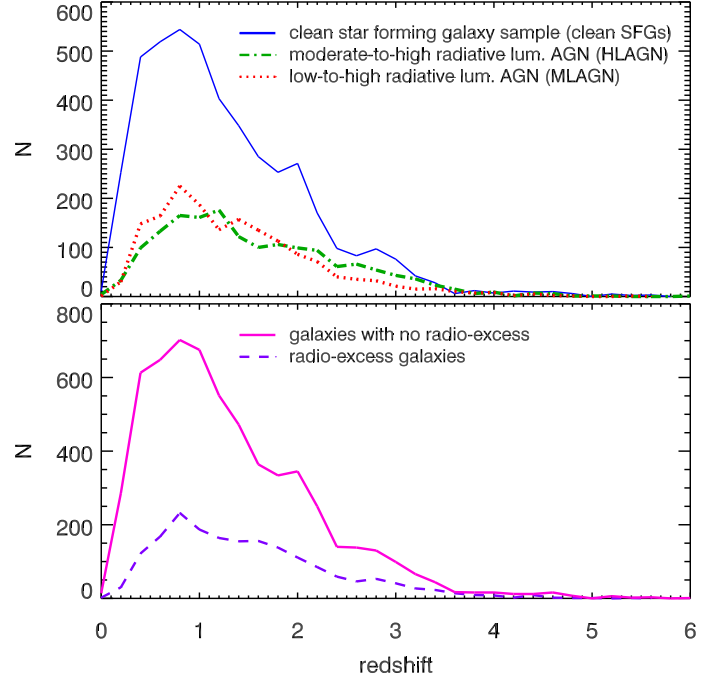 600
500
400
300
200
100
0
N
clean star forming galaxy sample (clean SFGs)
moderate-to-high radiative lum. AGN (HLAGN)
low-to-high radiative lum. AGN (MLAGN)
800
600
400
200
0
N
galaxies with no radio-excess
radio-excess galaxies
0 1 2 3 4 5 6
redshift